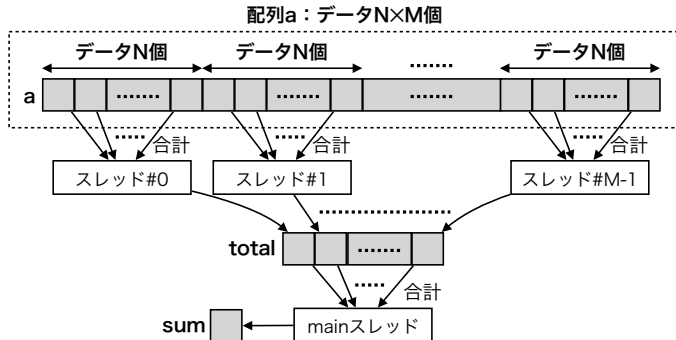 配列a：データN×M個
データN個 データN個 ....... データN個
a ....... ....... ....... .......
..... 合計 ..... 合計 ..... 合計
スレッド#0 スレッド#1 スレッド#M-1
total .......
..... 合計
sum mainスレッド